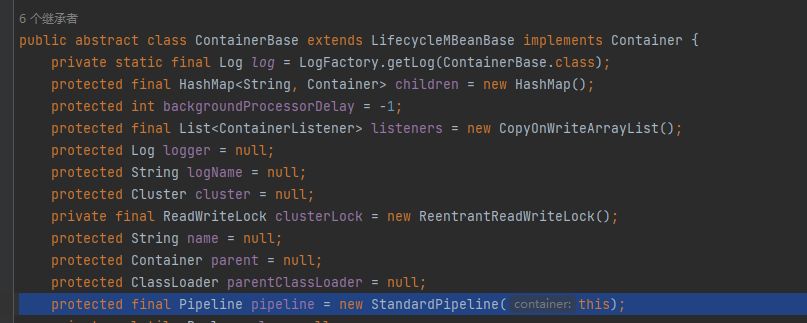 6 个继承者
public abstract class ContainerBase extends LifecycleMBeanBase implements Container {
private static final Log log = LogFactory.getLog(ContainerBase.class);
protected final HashMap<String, Container> children = new HashMap();
protected int backgroundProcessorDelay = -1;
protected final List<ContainerListener> listeners = new CopyOnWriteArrayList();
protected Log logger = null;
protected String logName = null;
protected Cluster cluster = null;
private final ReadWriteLock clusterLock = new ReentrantReadWriteLock();
protected String name = null;
protected Container parent = null;
protected ClassLoader parentClassLoader = null;
protected final Pipeline pipeline = new StandardPipeline( container: this);